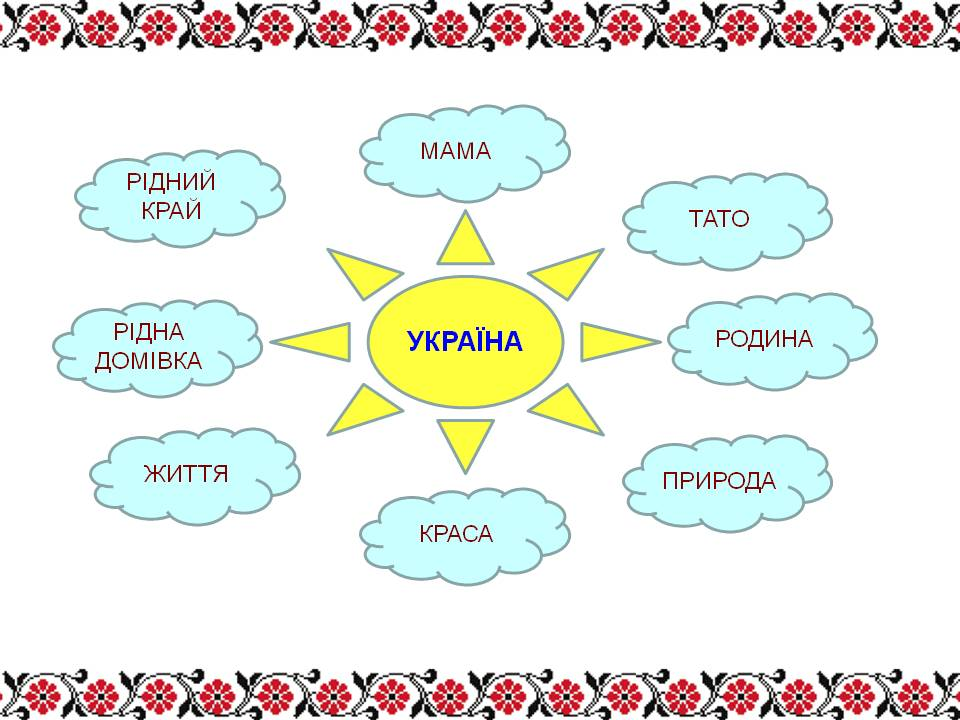 МАМА
РІДНИЙ
КРАЙ
ТАТО
РІДНА
ДОМІВКА
УКРАЇНА
РОДИНА
ЖИТТЯ
ПРИРОДА
КРАСА